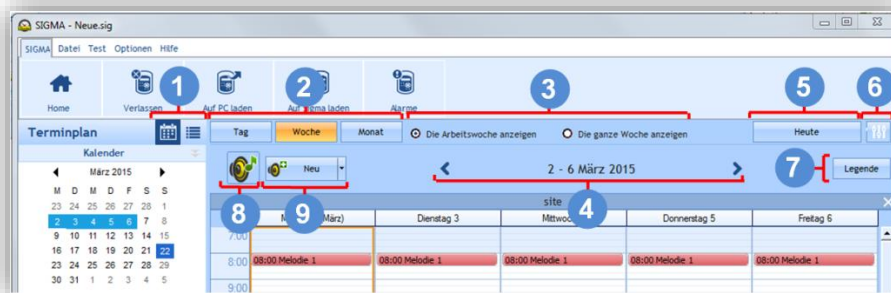 SIGMA - Neue.sig
SIGMA Datei Test Optionen Hilfe
1 2 3 5 6
Home Verlassen Auf PC laden Auf Sigma laden Alarme
Terminplan Tag Woche Monat Die Arbeitswoche anzeigen Die ganze Woche anzeigen Heute
Kalender
März 2015 Neu 2 - 6 März 2015 7 Legende
M D M D F S S
23 24 25 26 27 28 1 8 9 site 4
2 3 4 5 6 7 8 März) Dienstag 3 Mittwoc Donnerstag 5 Freitag 6
9 10 11 12 13 14 15 7:00
16 17 18 19 20 21 22 8:00 08:00 Melodie 1 08:00 Melodie 1 08:00 Melodie 1 08:00 Melodie 1 08:00 Melodie 1
23 24 25 26 27 28 29
30 31 1 2 3 4 5 9:00